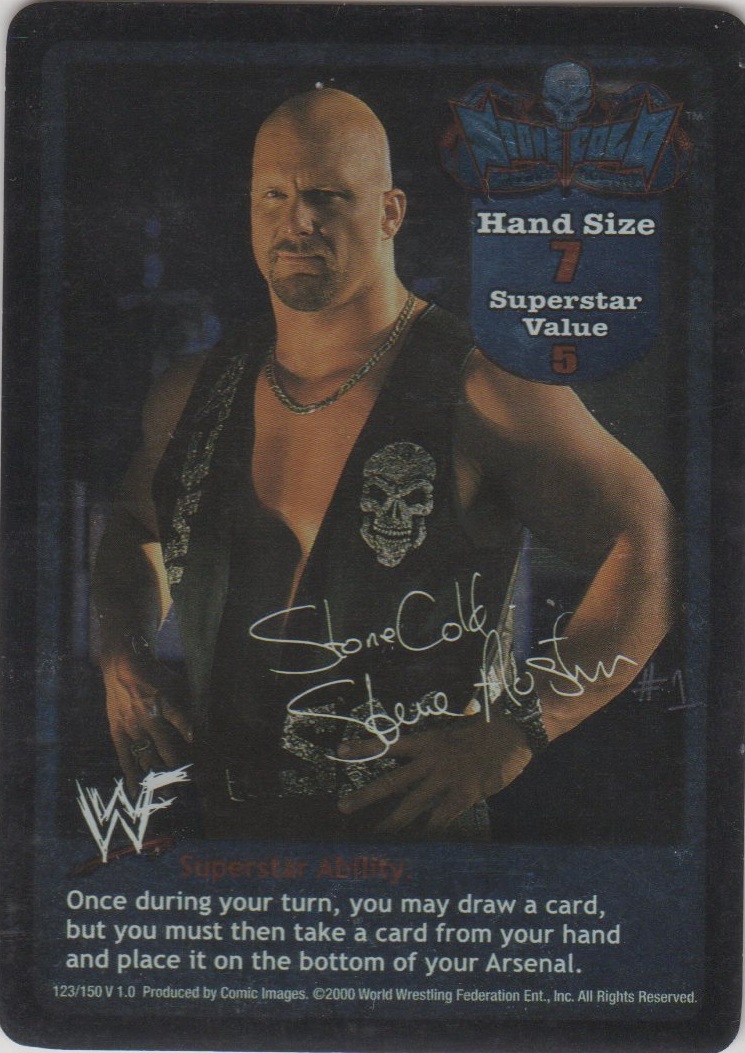 STONE COLD
™
Hand Size
7
Superstar
Value
5
Stone Cold
Steve Austin
#1
WF
Superstar Ability:
Once during your turn, you may draw a card,
but you must then take a card from your hand
and place it on the bottom of your Arsenal.
123/150 V 1.0 Produced by Comic Images. ©2000 World Wrestling Federation Ent., Inc. All Rights Reserved.